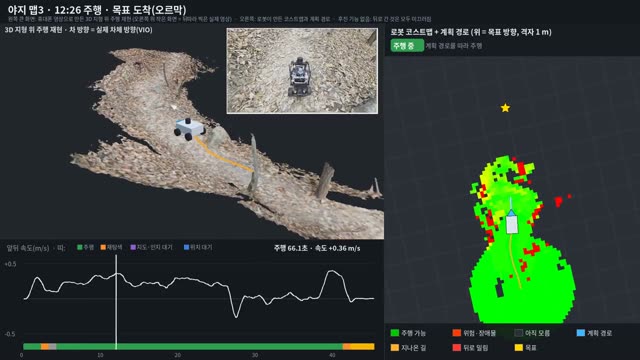 야지 맵3 · 12:26 주행 · 목표 도착(오르막)
3D 지형 위 주행 재현 · 차 방향 = 실제 차체 방향(VIO)
로봇 코스트맵 + 계획 경로 (위 = 목표 방향, 격자 1 m)
주행 중
계획 경로를 따라 주행
앞뒤 속도(m/s) · 띠:
주행
재탐색
지도·인지 대기
위치 대기
주행 66.1초 · 속도 +0.36 m/s
+0.5
0
-0.5
0
10
20
30
40
주행 가능
위험·장애물
아직 모름
계획 경로
지나온 길
뒤로 밀림
목표